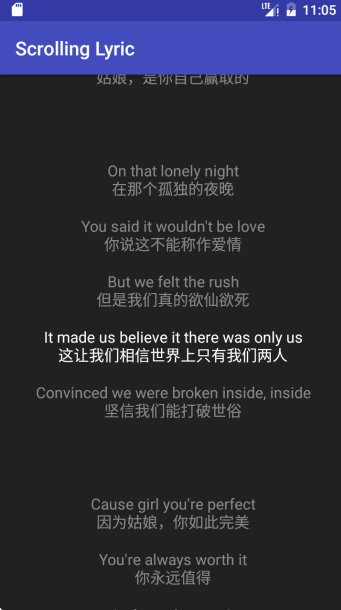 LTE 11:05
Scrolling Lyric
姑娘，是你自己赢取的
On that lonely night
在那个孤独的夜晚
You said it wouldn't be love
你说这不能称作爱情
But we felt the rush
但是我们真的欲仙欲死
It made us believe it there was only us
这让我们相信世界上只有我们两人
Convinced we were broken inside, inside
坚信我们能打破世俗
Cause girl you're perfect
因为姑娘，你如此完美
You're always worth it
你永远值得